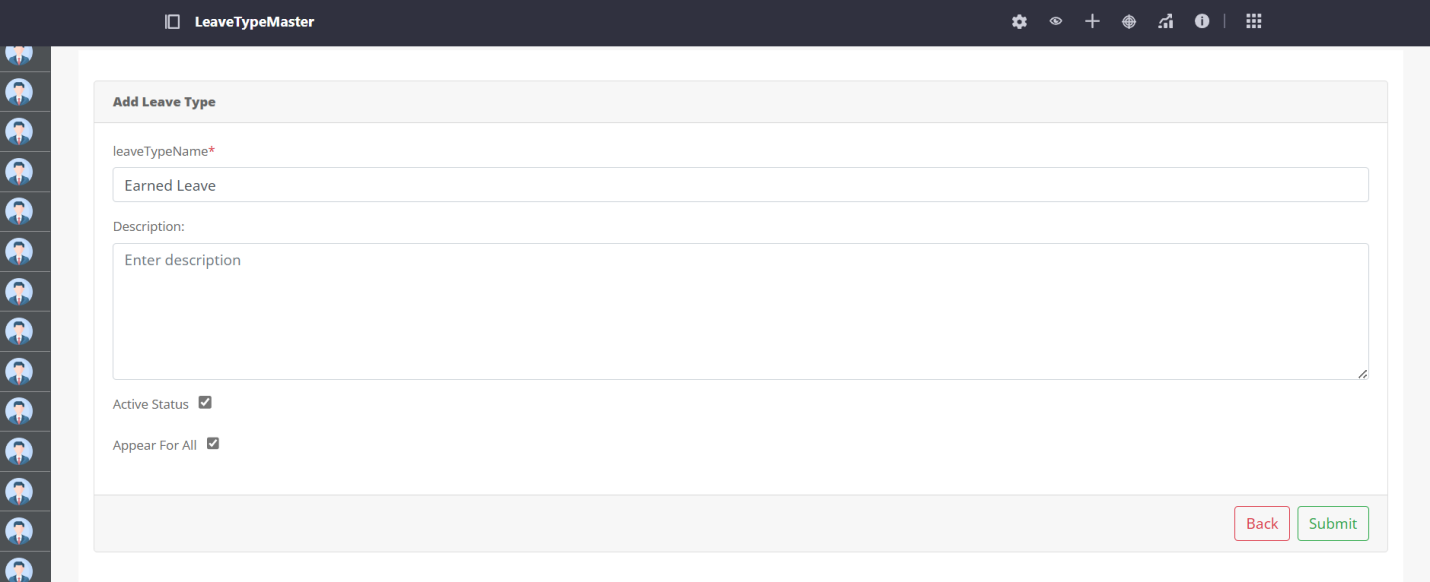 LeaveTypeMaster
Add Leave Type
leaveTypeName*
Earned Leave
Description:
Enter description
Active Status
Appear For All
Back Submit